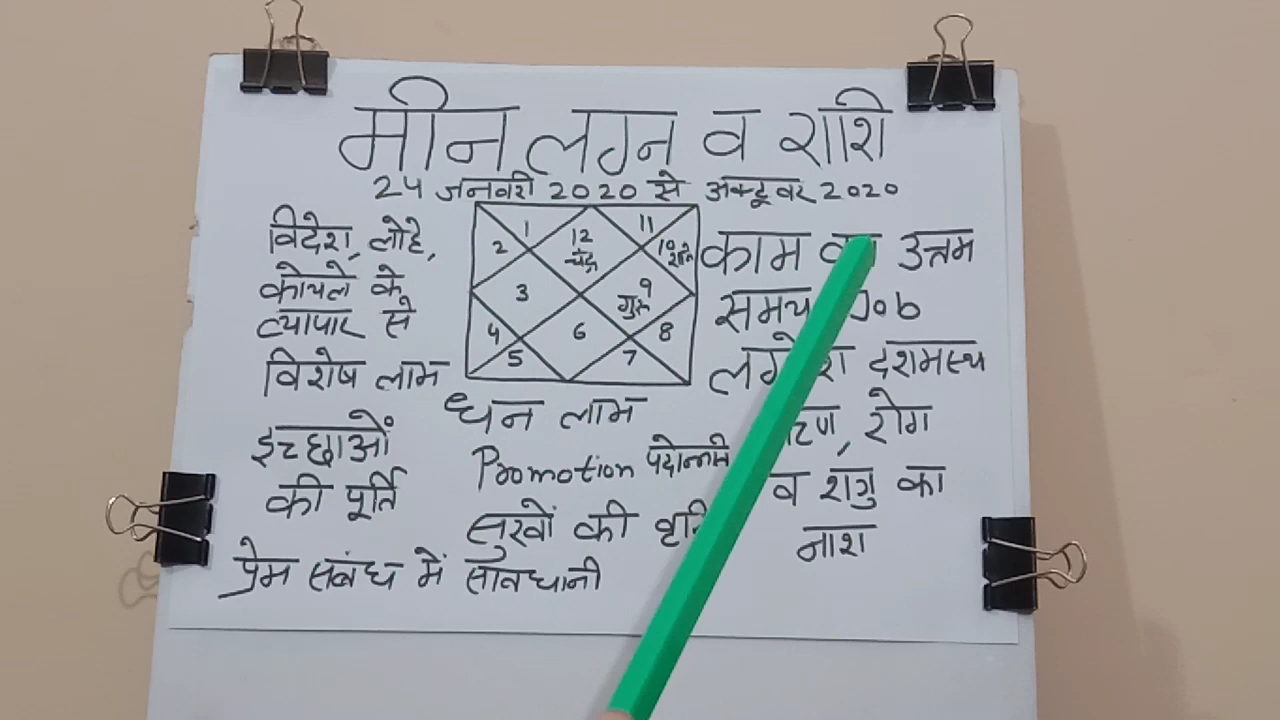 मीन लग्न व राशि
24 जनवरी 2020 से अक्टूबर 2020
विदेश, लोहे,
कोयले के
व्यापार से
विशेष लाभ
इच्छाओं
की पूर्ति
प्रेम संबंध में सावधानी
1
2
12
चंद्र
11
10
शनि
3
9
गुरु
4
5
6
7
8
धन लाभ
Promotion पदोन्नति
सुखों की
काम का उत्तम
समय Job
दशमस्थ
रोग
व शत्रु का
नाश